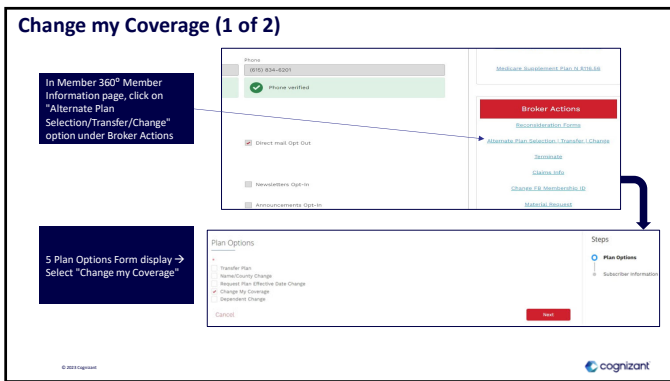 Change my Coverage (1 of 2)
In Member 360° Member
Information page, click on
"Alternate Plan
Selection/Transfer/Change"
option under Broker Actions
Phone
(615) 834-6201
Phone verified
Direct mail Opt Out
Newsletters Opt-In
Announcements Opt-In
Medicare Supplement Plan N $118.58
Broker Actions
Reconsideration Forms
Alternate Plan Selection | Transfer | Change
Terminate
Claims Info
Change FB Membership ID
Material Request
5 Plan Options Form display →
Select "Change my Coverage"
Plan Options
*
Transfer Plan
Name/County Change
Request Plan Effective Date Change
Change My Coverage
Dependent Change
Cancel
Next
Steps
Plan Options
Subscriber Information
© 2023 Cognizant
cognizant